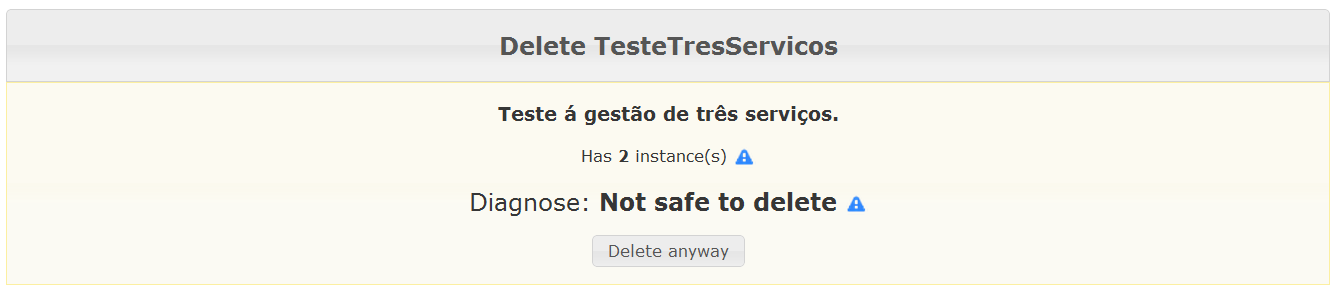 Delete TesteTresServicos
Teste á gestão de três serviços.
Has 2 instance(s)
Diagnose: Not safe to delete
Delete anyway